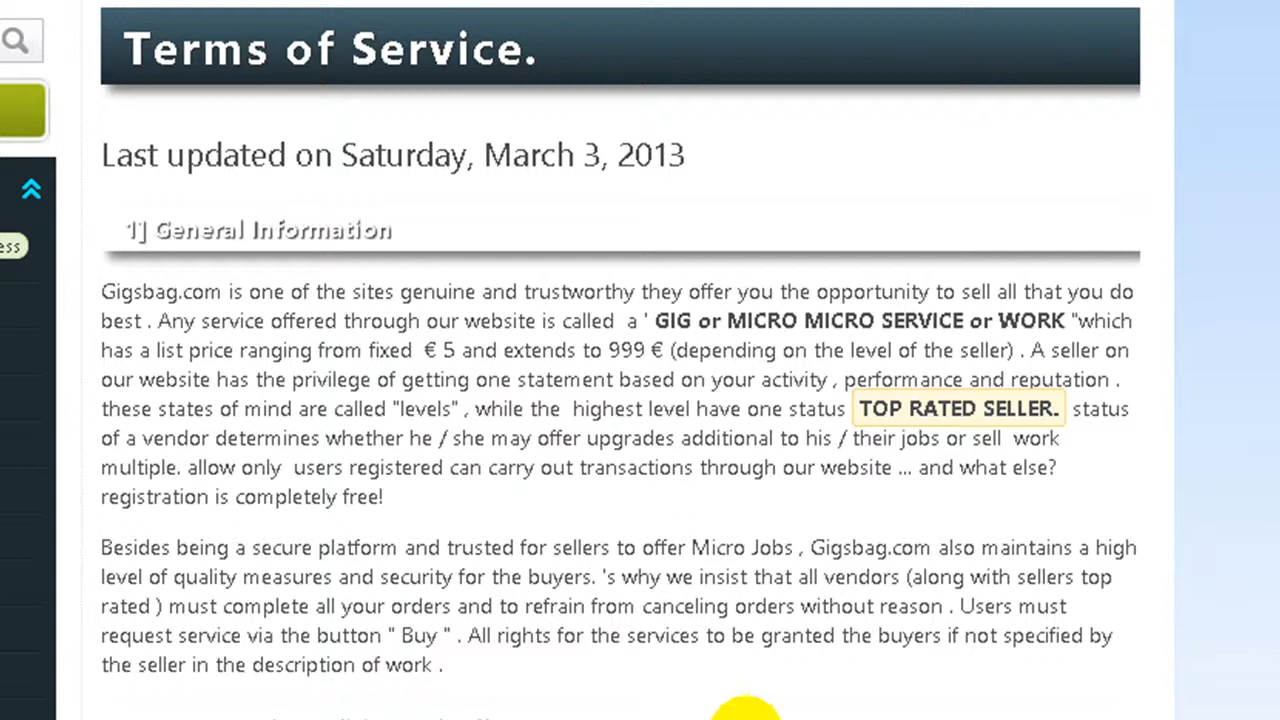 Terms of Service.
Last updated on Saturday, March 3, 2013
ess
1] General Information
Gigsbag.com is one of the sites genuine and trustworthy they offer you the opportunity to sell all that you do
best . Any service offered through our website is called a ' GIG or MICRO MICRO SERVICE or WORK "which
has a list price ranging from fixed € 5 and extends to 999 € (depending on the level of the seller) . A seller on
our website has the privilege of getting one statement based on your activity , performance and reputation .
these states of mind are called "levels" , while the highest level have one status TOP RATED SELLER. status
of a vendor determines whether he / she may offer upgrades additional to his / their jobs or sell work
multiple. allow only users registered can carry out transactions through our website ... and what else?
registration is completely free!
Besides being a secure platform and trusted for sellers to offer Micro Jobs , Gigsbag.com also maintains a high
level of quality measures and security for the buyers. 's why we insist that all vendors (along with sellers top
rated ) must complete all your orders and to refrain from canceling orders without reason . Users must
request service via the button " Buy " . All rights for the services to be granted the buyers if not specified by
the seller in the description of work .